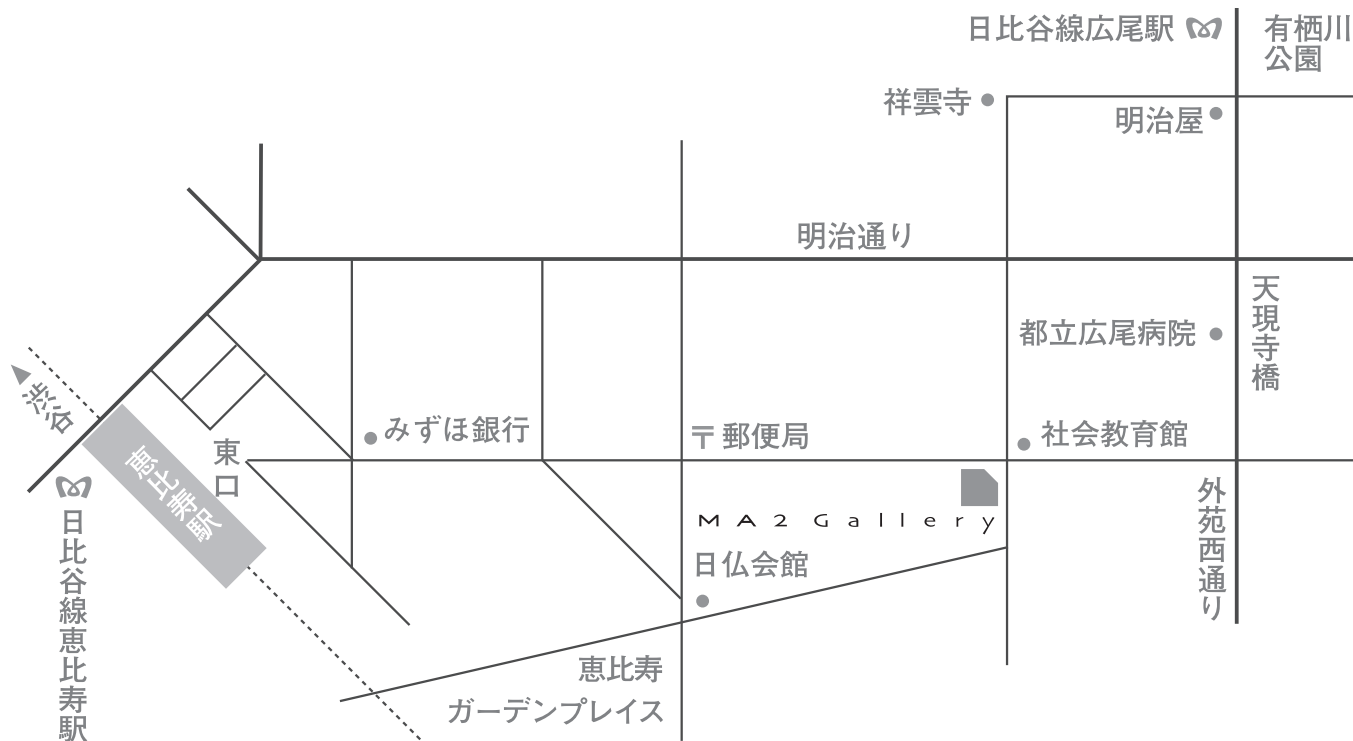 日比谷線広尾駅
有栖川
公園
祥雲寺
明治屋
明治通り
天現寺橋
都立広尾病院
渋谷
みずほ銀行
〒郵便局
社会教育館
東口
恵比寿駅
MA2 Gallery
外苑西通り
日比谷線恵比寿駅
日仏会館
恵比寿
ガーデンプレイス